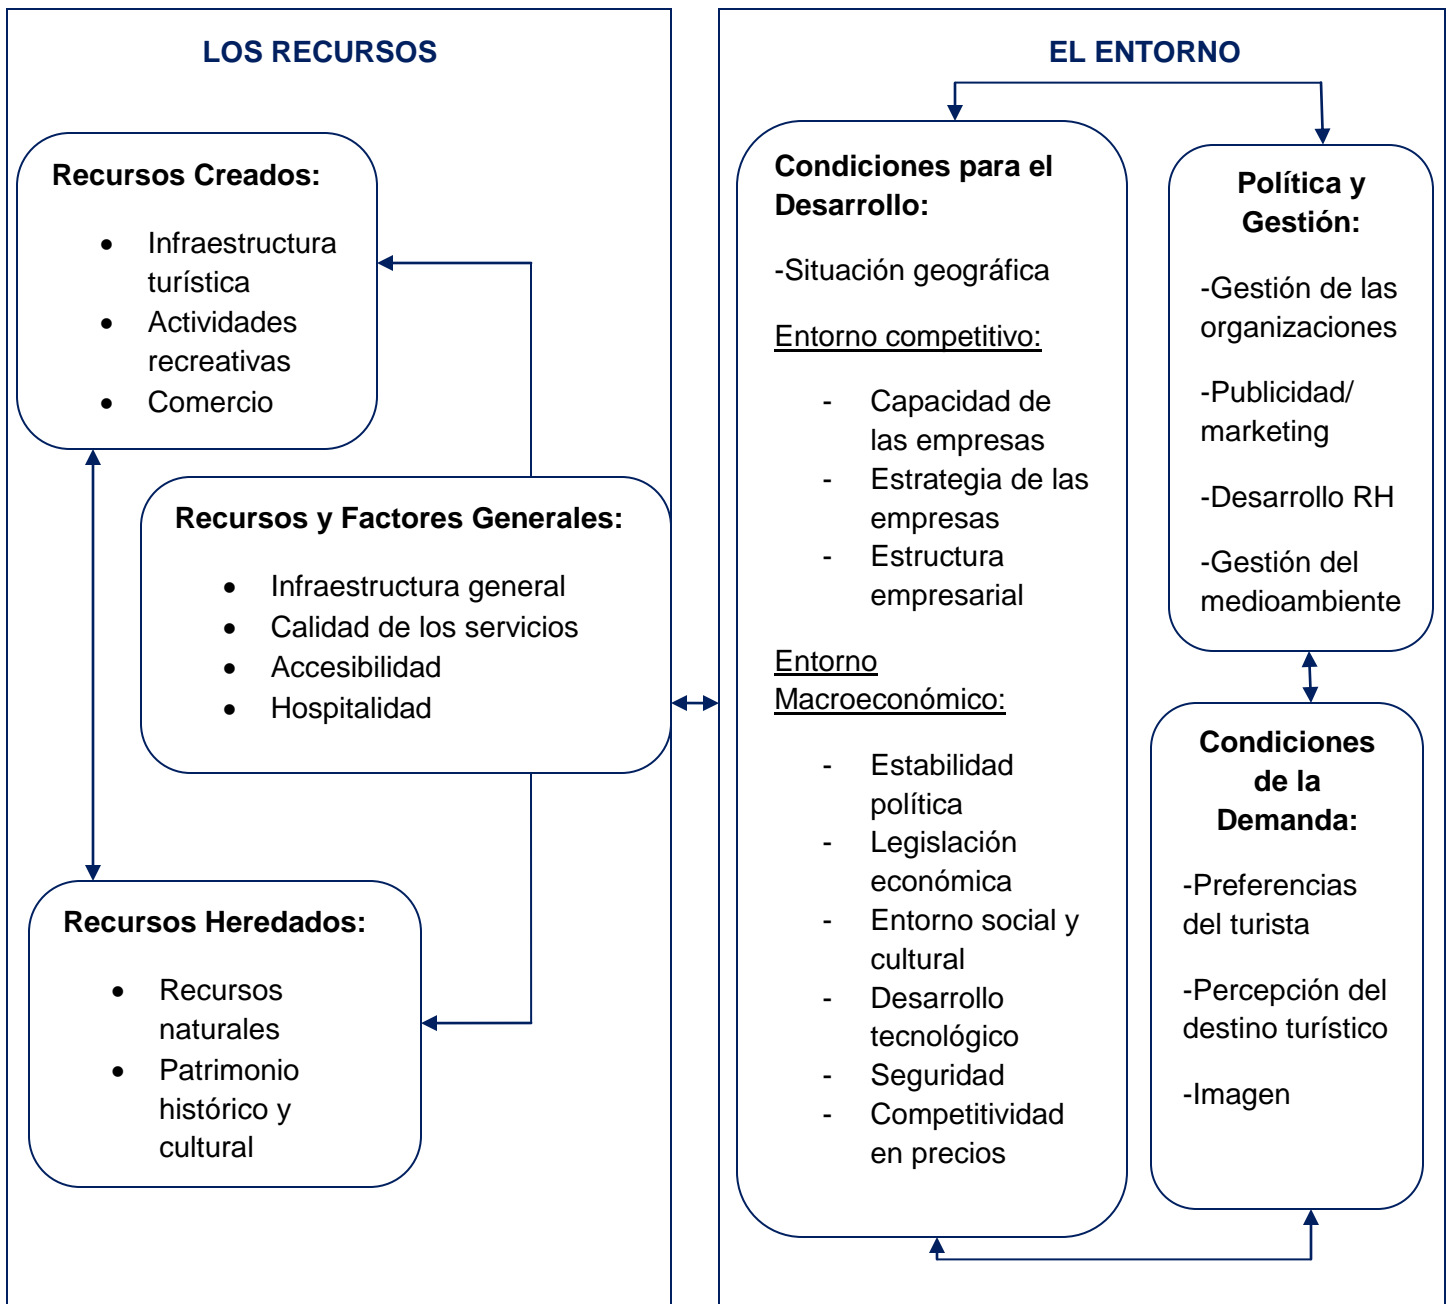 LOS RECURSOS
Recursos Creados:
• Infraestructura
turística
• Actividades
recreativas
• Comercio
Recursos y Factores Generales:
• Infraestructura general
• Calidad de los servicios
• Accesibilidad
• Hospitalidad
Recursos Heredados:
• Recursos
naturales
• Patrimonio
histórico y
cultural
EL ENTORNO
Condiciones para el
Desarrollo:
-Situación geográfica
Entorno competitivo:
- Capacidad de
las empresas
- Estrategia de las
empresas
- Estructura
empresarial
Entorno
Macroeconómico:
- Estabilidad
política
- Legislación
económica
- Entorno social y
cultural
- Desarrollo
tecnológico
- Seguridad
- Competitividad
en precios
Política y
Gestión:
-Gestión de las
organizaciones
-Publicidad/
marketing
-Desarrollo RH
-Gestión del
medioambiente
Condiciones
de la
Demanda:
-Preferencias
del turista
-Percepción del
destino turístico
-Imagen